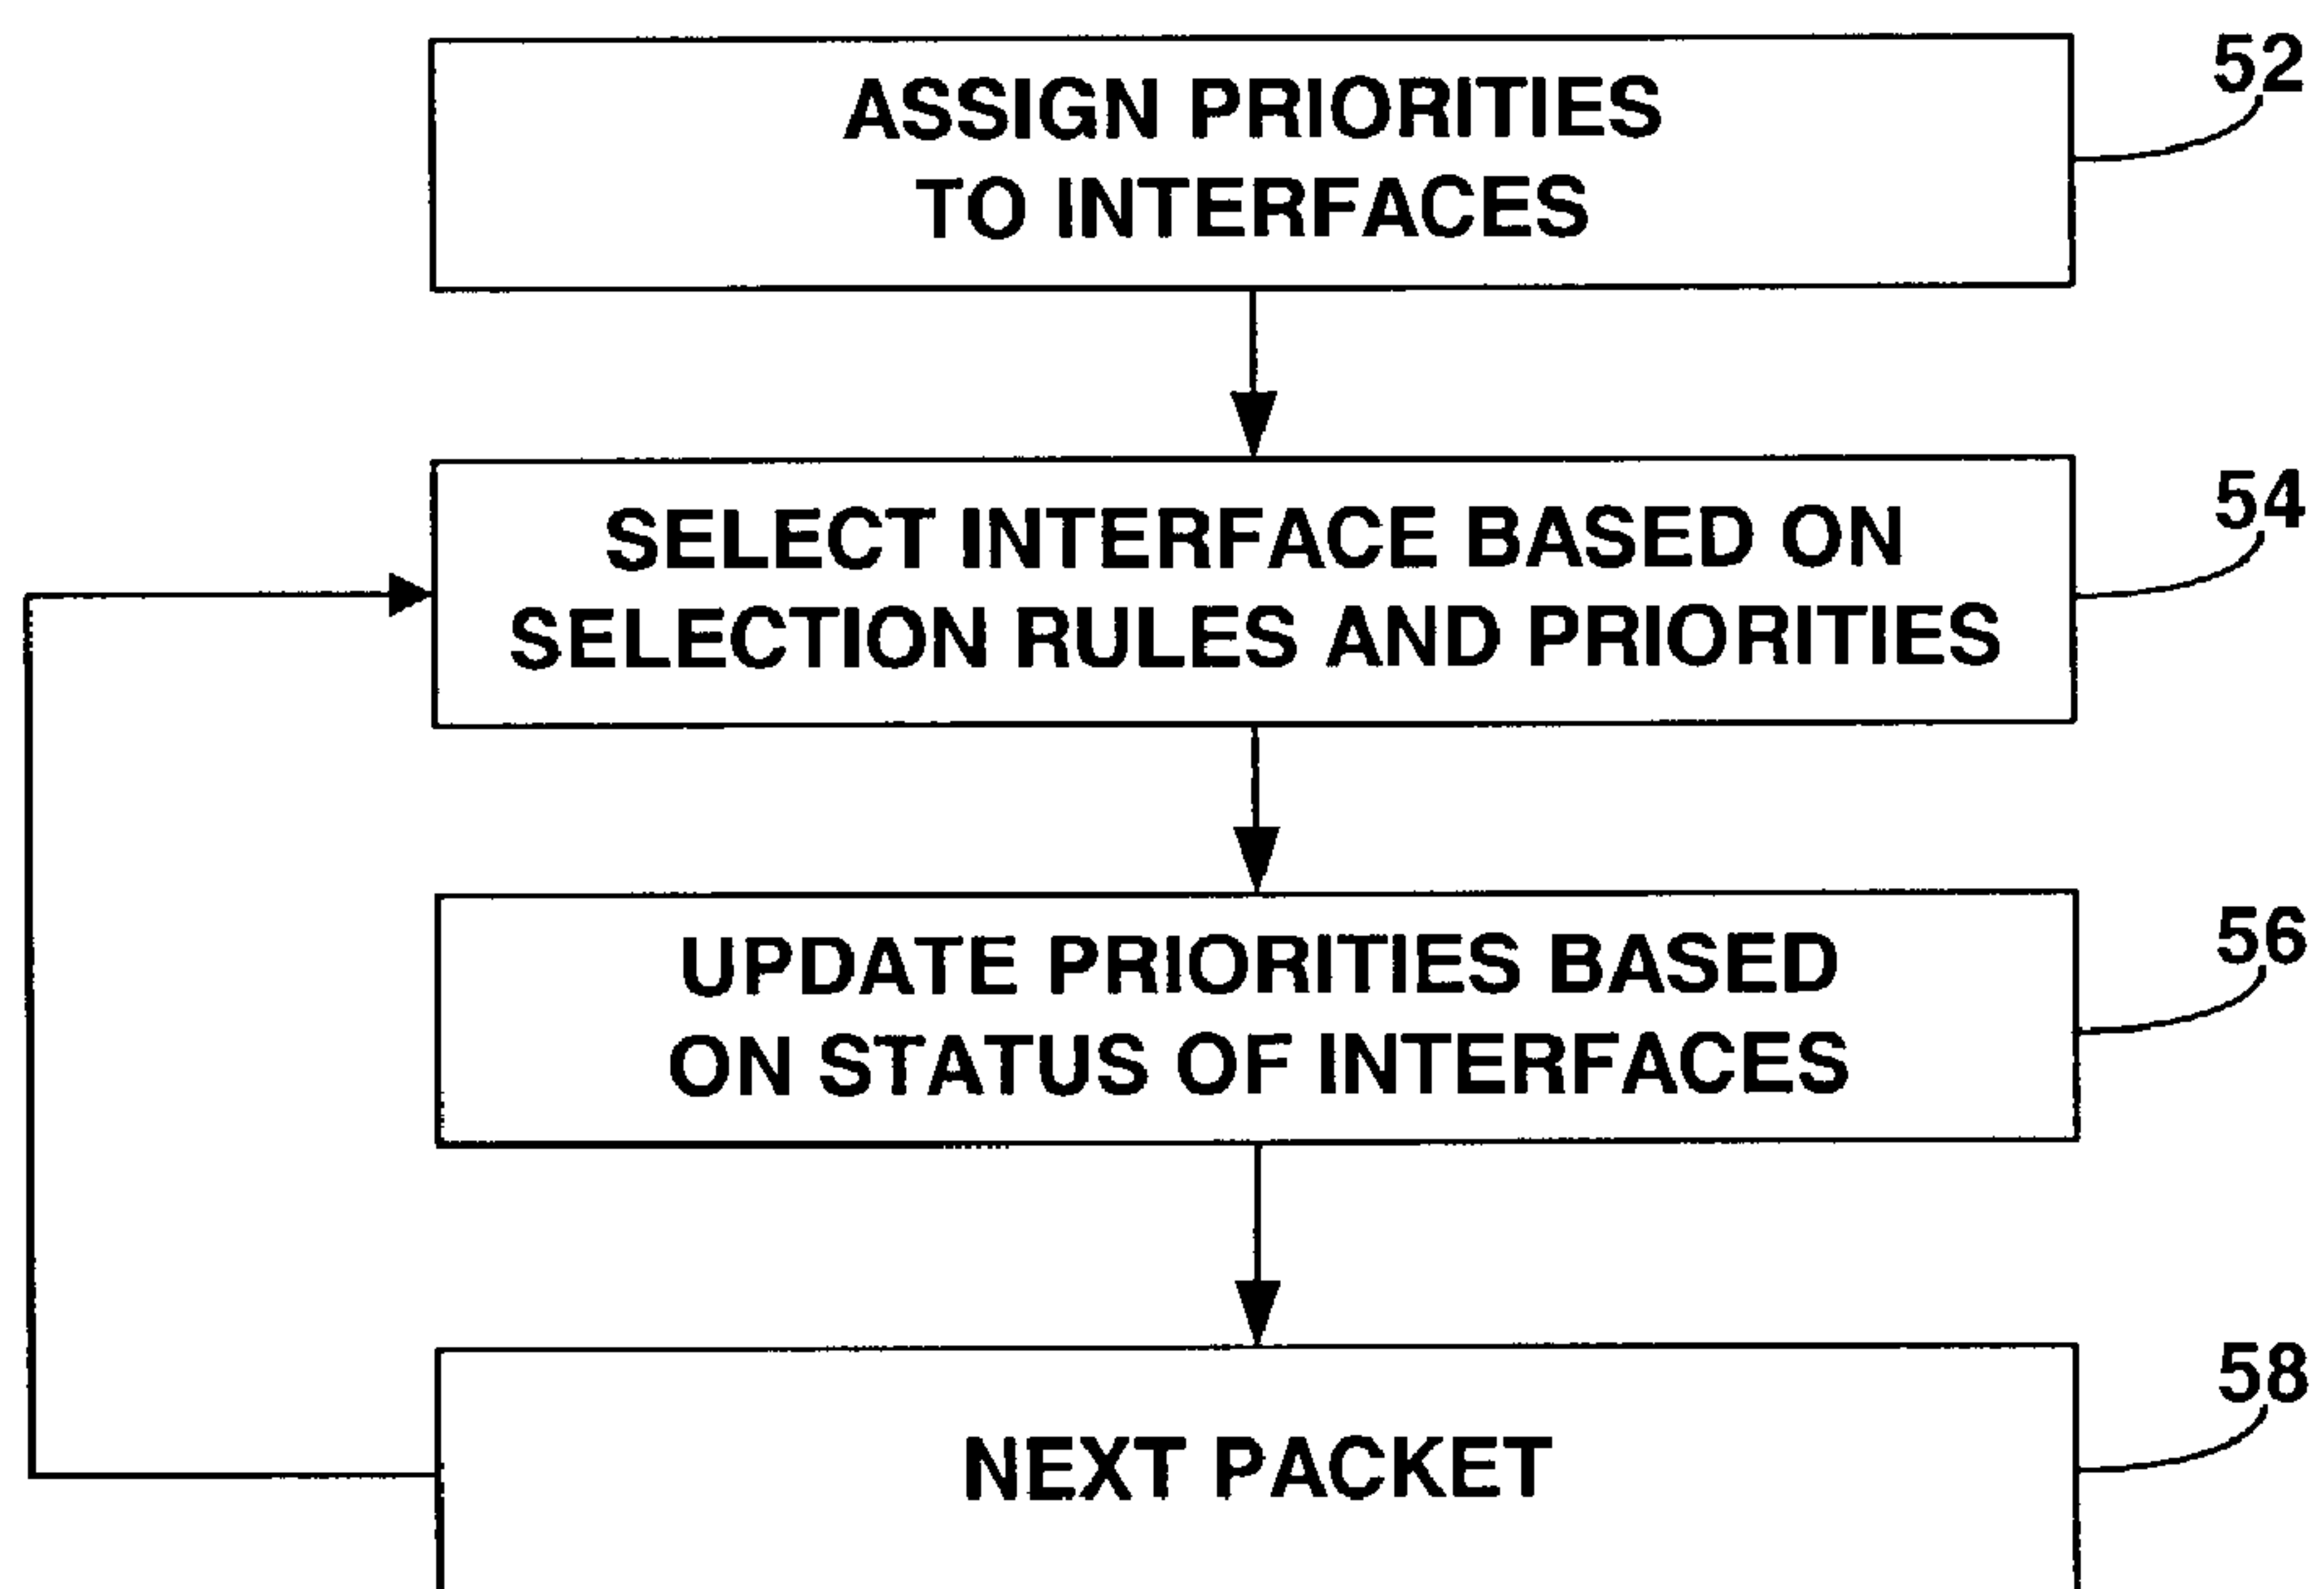 ASSIGN PRIORITIES
TO INTERFACES
52
SELECT INTERFACE BASED ON
SELECTION RULES AND PRIORITIES
54
UPDATE PRIORITIES BASED
ON STATUS OF INTERFACES
56
NEXT PACKET
58